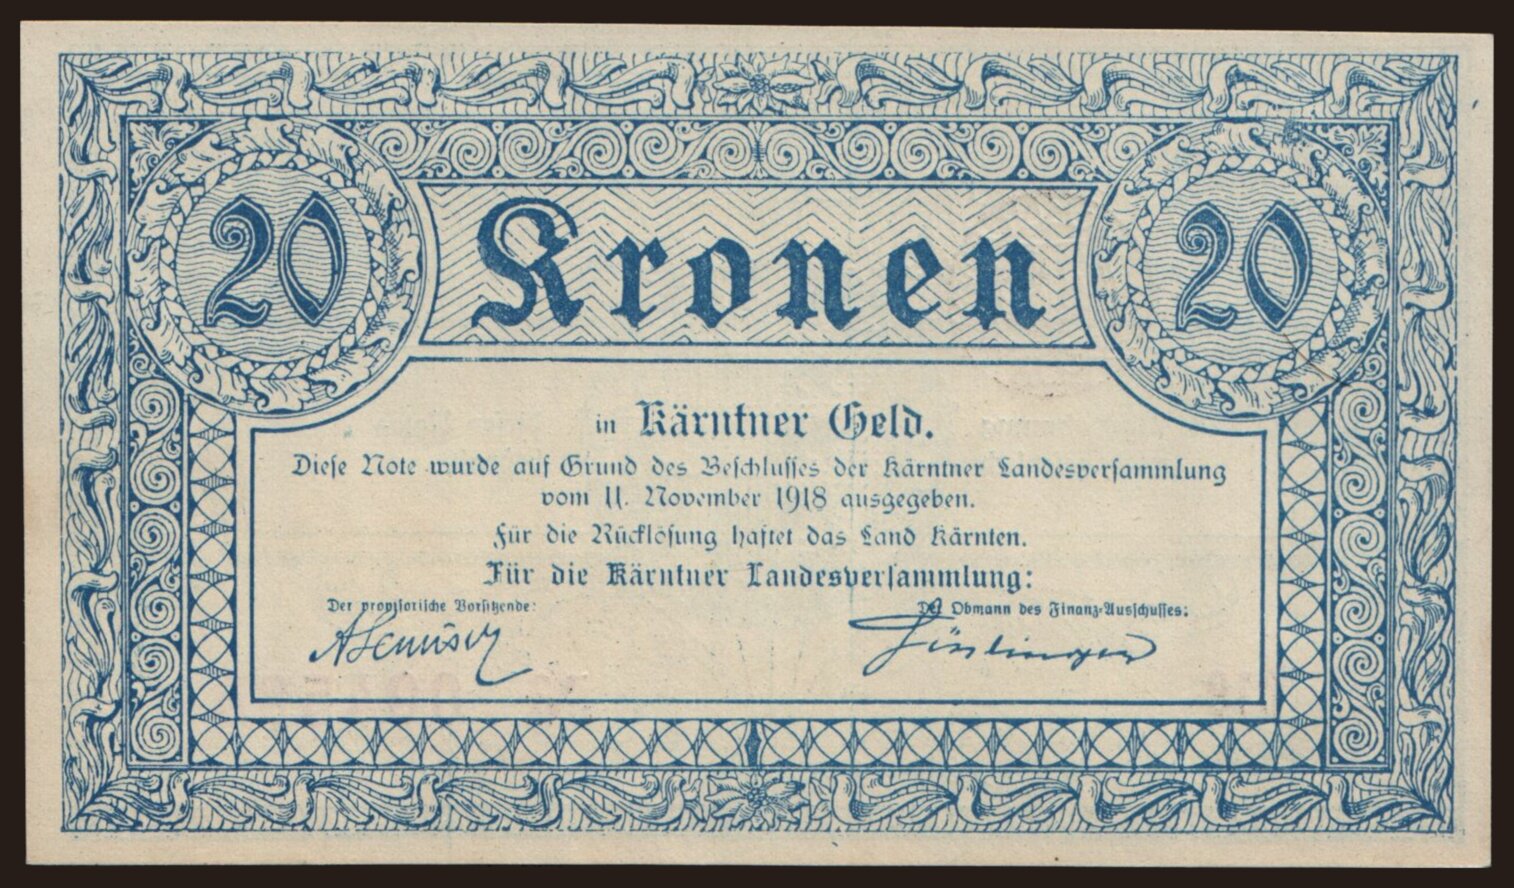 20 Kronen 20
in Kärntner Geld.
Diese Note wurde auf Grund des Beschlusses der Kärntner Landesversammlung
vom 11. November 1918 ausgegeben.
Für die Rücklösung haftet das Land Kärnten.
Für die Kärntner Landesversammlung:
Der provisorische Vorsitzende: Der Obmann des Finanz-Ausschusses: